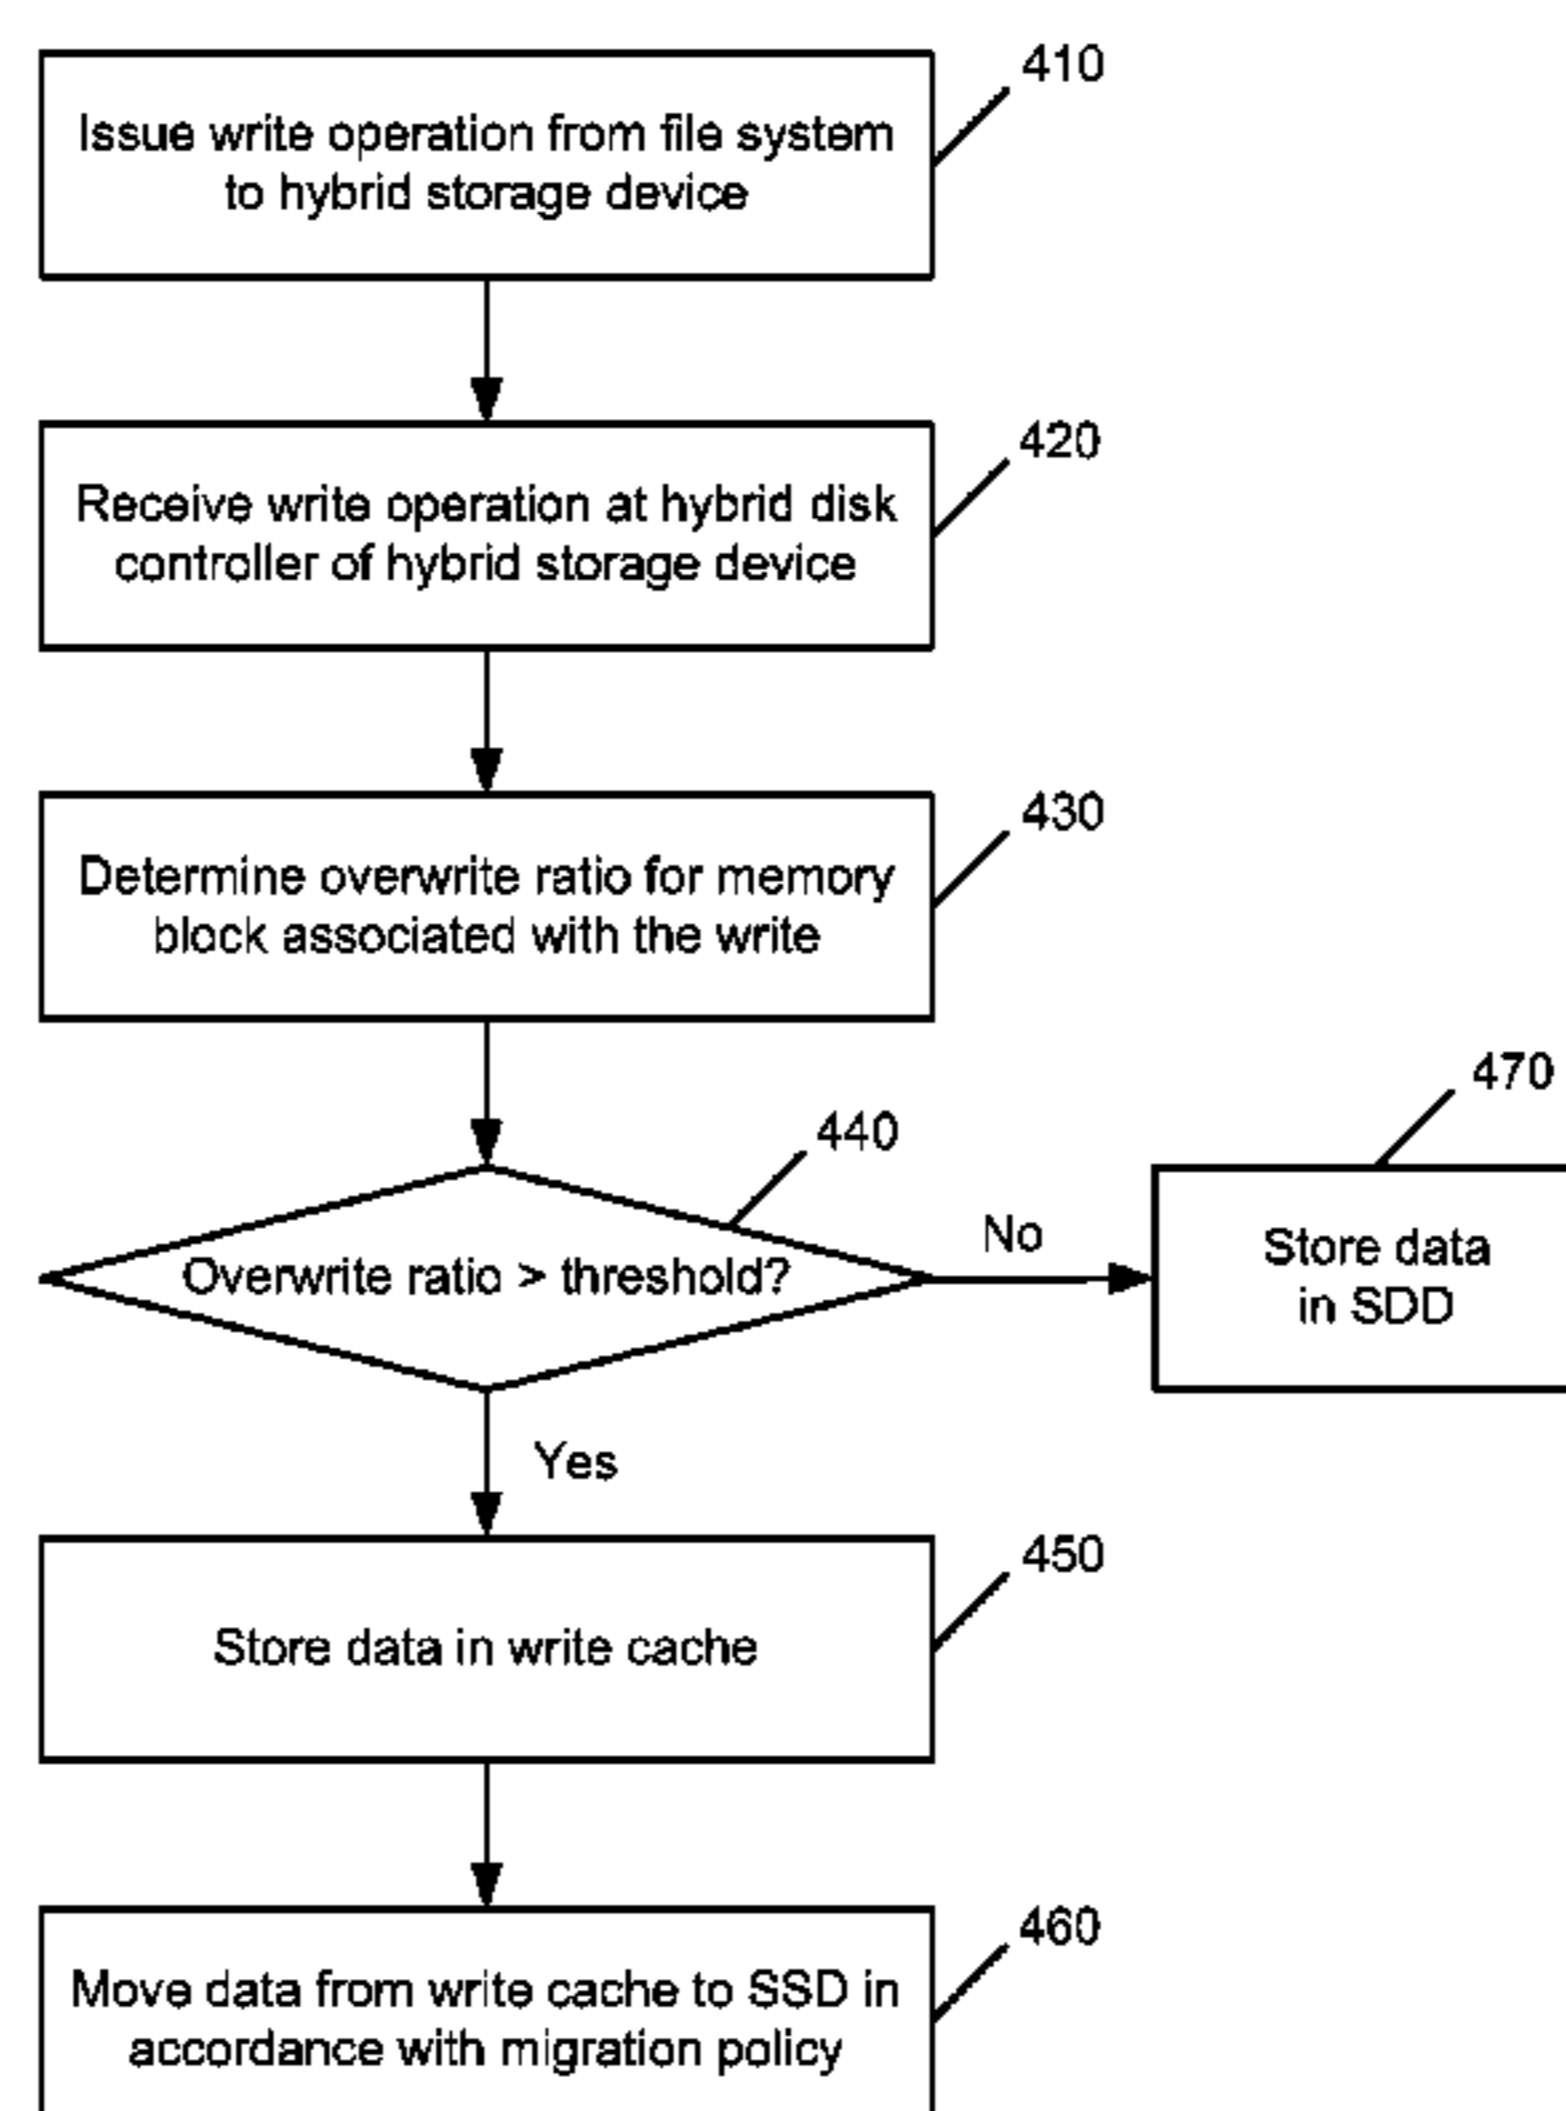 410
Issue write operation from file system
to hybrid storage device
420
Receive write operation at hybrid disk
controller of hybrid storage device
430
Determine overwrite ratio for memory
block associated with the write
440
Overwrite ratio > threshold?
No
470
Store data
in SDD
Yes
450
Store data in write cache
460
Move data from write cache to SSD in
accordance with migration policy